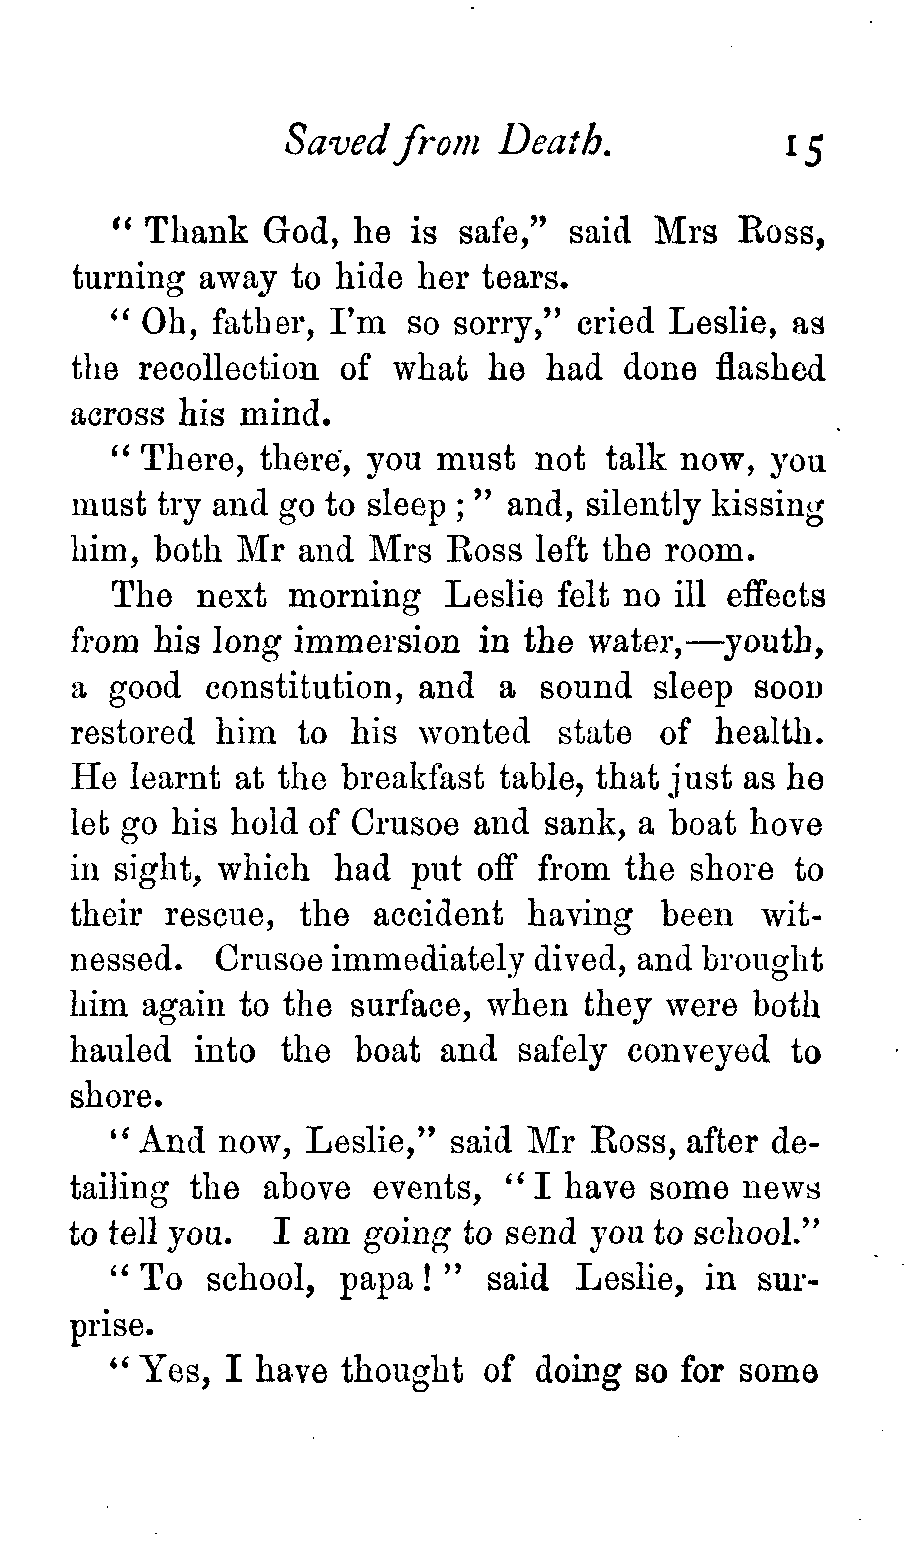 Saved from Death. 15
“ Thank God, he is safe,” said Mrs Ross,
turning away to hide her tears.
“ Oh, father, I’m so sorry,” cried Leslie, as
the recollection of what he had done flashed
across his mind.
“ There, there, you must not talk now, you
must try and go to sleep ; ” and, silently kissing
him, both Mr and Mrs Ross left the room.
The next morning Leslie felt no ill effects
from his long immersion in the water,—youth,
a good constitution, and a sound sleep soon
restored him to his wonted state of health.
He learnt at the breakfast table, that just as he
let go his hold of Crusoe and sank, a boat hove
in sight, which had put off from the shore to
their rescue, the accident having been wit-
nessed. Crusoe immediately dived, and brought
him again to the surface, when they were both
hauled into the boat and safely conveyed to
shore.
“ And now, Leslie,” said Mr Ross, after de-
tailing the above events, “ I have some news
to tell you. I am going to send you to school.”
“ To school, papa ! ” said Leslie, in sur-
prise.
“ Yes, I have thought of doing so for some